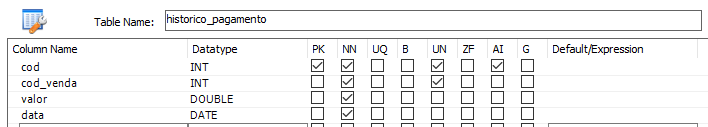 Table Name: historico_pagamento
Column Name Datatype PK NN UQ B UN ZF AI G Default/Expression
cod INT
cod_venda INT
valor DOUBLE
data DATE